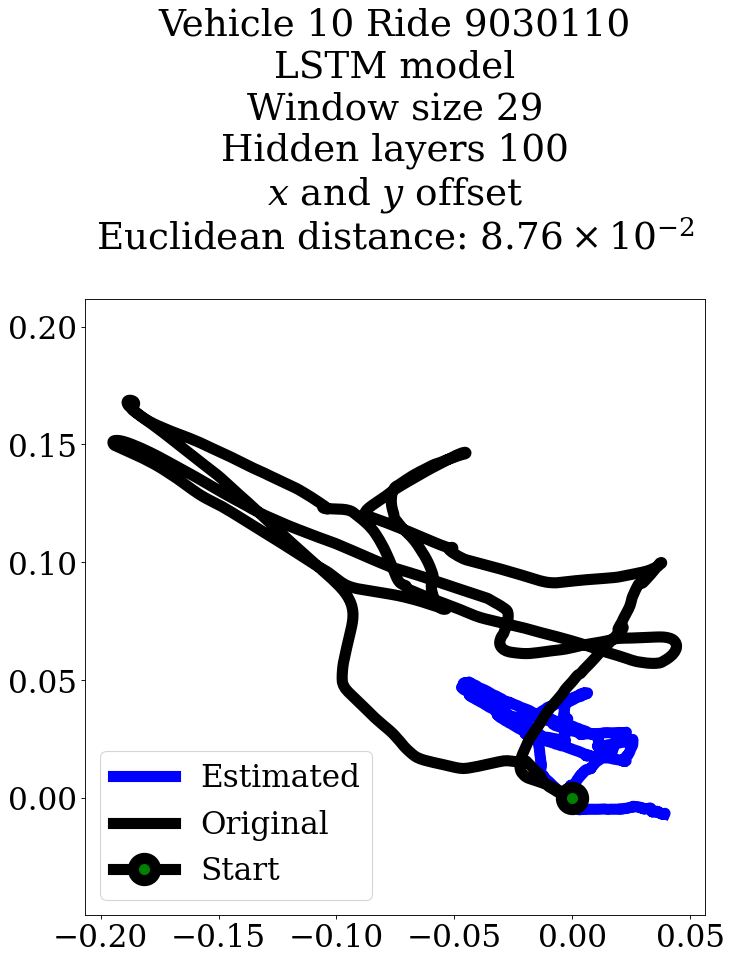 Vehicle 10 Ride 9030110
LSTM model
Window size 29
Hidden layers 100
x and y offset
Euclidean distance: 8.76 × 10⁻²
0.20
0.15
0.10
0.05
0.00
Estimated
Original
Start
−0.20 −0.15 −0.10 −0.05 0.00 0.05